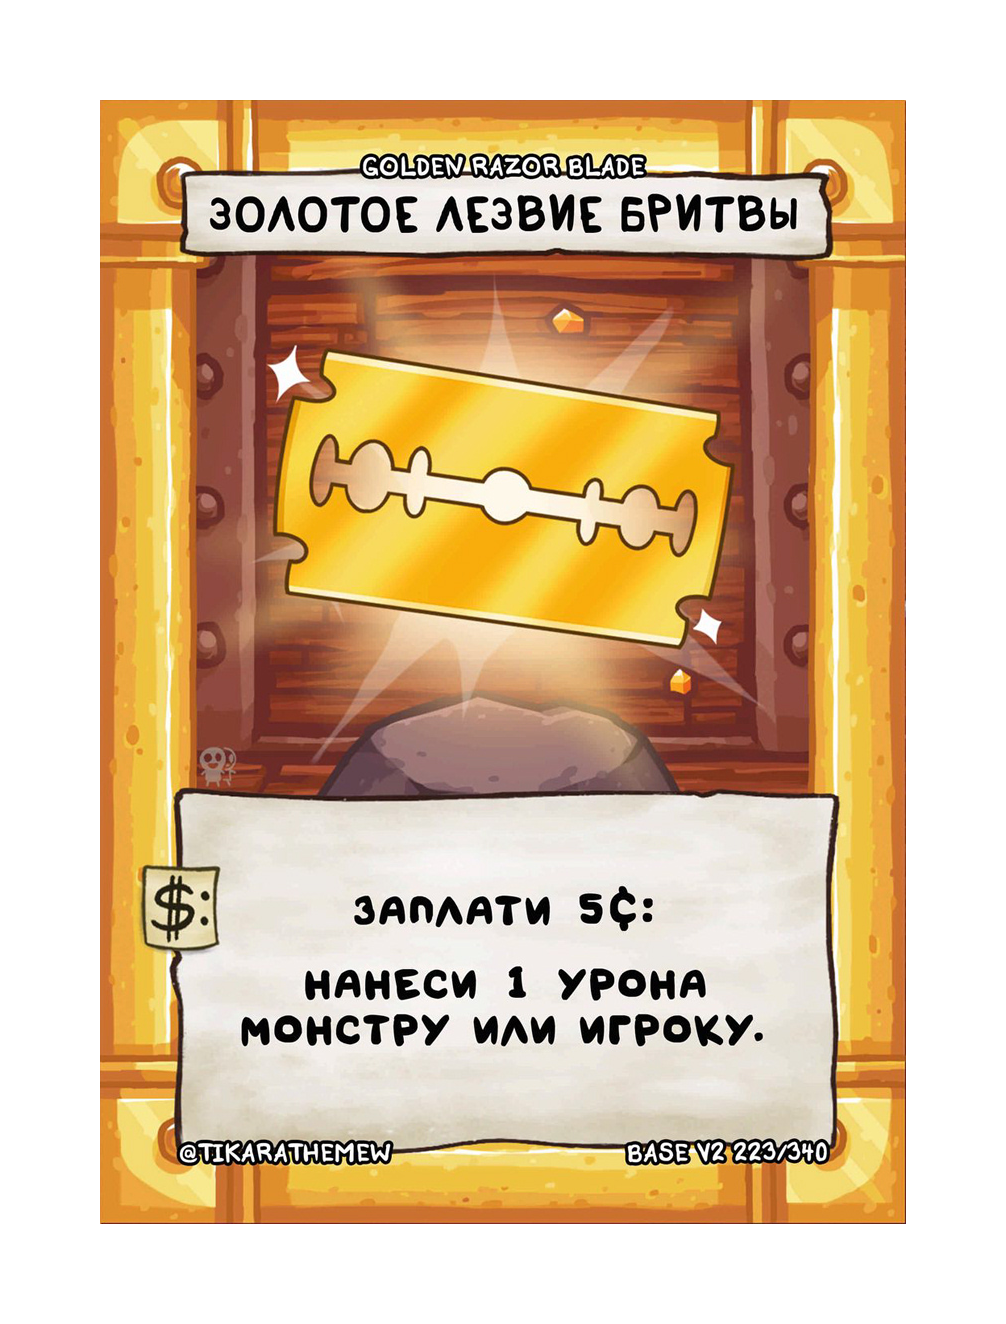 GOLDEN RAZOR BLADE
ЗОЛОТОЕ ЛЕЗВИЕ БРИТВЫ
$:
ЗАПЛАТИ 5¢:
НАНЕСИ 1 УРОНА
МОНСТРУ ИЛИ ИГРОКУ.
@TIKARATHEMEW
BASE V2 223/340